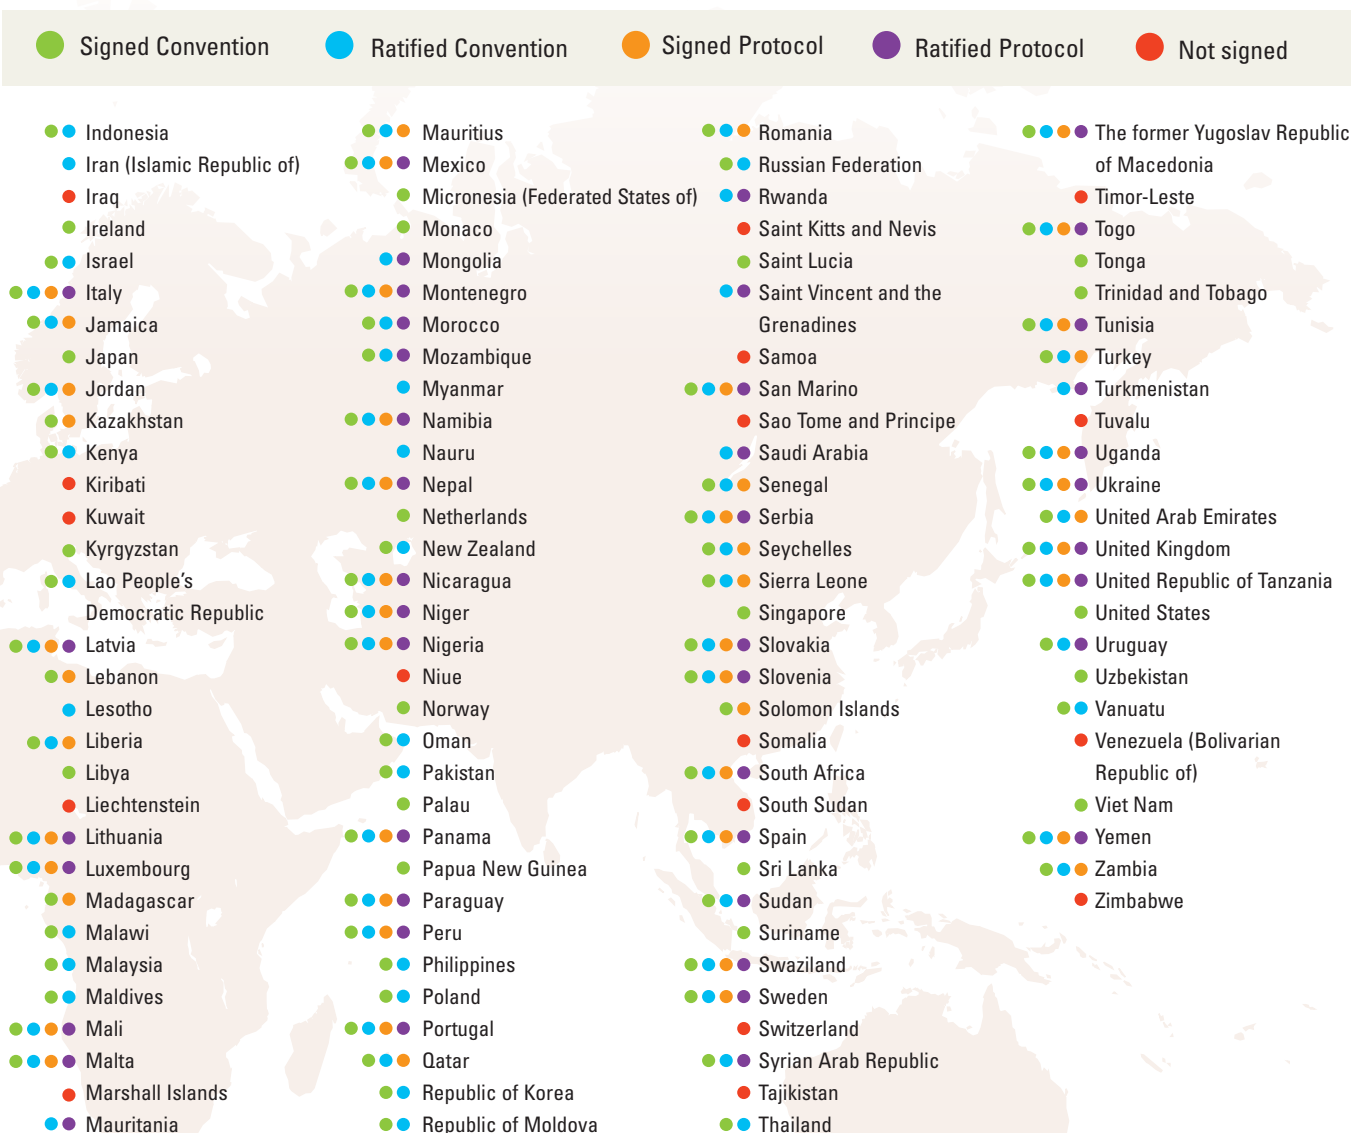 Signed Convention
Ratified Convention
Signed Protocol
Ratified Protocol
Not signed
Indonesia
Iran (Islamic Republic of)
Iraq
Ireland
Israel
Italy
Jamaica
Japan
Jordan
Kazakhstan
Kenya
Kiribati
Kuwait
Kyrgyzstan
Lao People’s
Democratic Republic
Latvia
Lebanon
Lesotho
Liberia
Libya
Liechtenstein
Lithuania
Luxembourg
Madagascar
Malawi
Malaysia
Maldives
Mali
Malta
Marshall Islands
Mauritania
Mauritius
Mexico
Micronesia (Federated States of)
Monaco
Mongolia
Montenegro
Morocco
Mozambique
Myanmar
Namibia
Nauru
Nepal
Netherlands
New Zealand
Nicaragua
Niger
Nigeria
Niue
Norway
Oman
Pakistan
Palau
Panama
Papua New Guinea
Paraguay
Peru
Philippines
Poland
Portugal
Qatar
Republic of Korea
Republic of Moldova
Romania
Russian Federation
Rwanda
Saint Kitts and Nevis
Saint Lucia
Saint Vincent and the
Grenadines
Samoa
San Marino
Sao Tome and Principe
Saudi Arabia
Senegal
Serbia
Seychelles
Sierra Leone
Singapore
Slovakia
Slovenia
Solomon Islands
Somalia
South Africa
South Sudan
Spain
Sri Lanka
Sudan
Suriname
Swaziland
Sweden
Switzerland
Syrian Arab Republic
Tajikistan
Thailand
The former Yugoslav Republic
of Macedonia
Timor-Leste
Togo
Tonga
Trinidad and Tobago
Tunisia
Turkey
Turkmenistan
Tuvalu
Uganda
Ukraine
United Arab Emirates
United Kingdom
United Republic of Tanzania
United States
Uruguay
Uzbekistan
Vanuatu
Venezuela (Bolivarian
Republic of)
Viet Nam
Yemen
Zambia
Zimbabwe